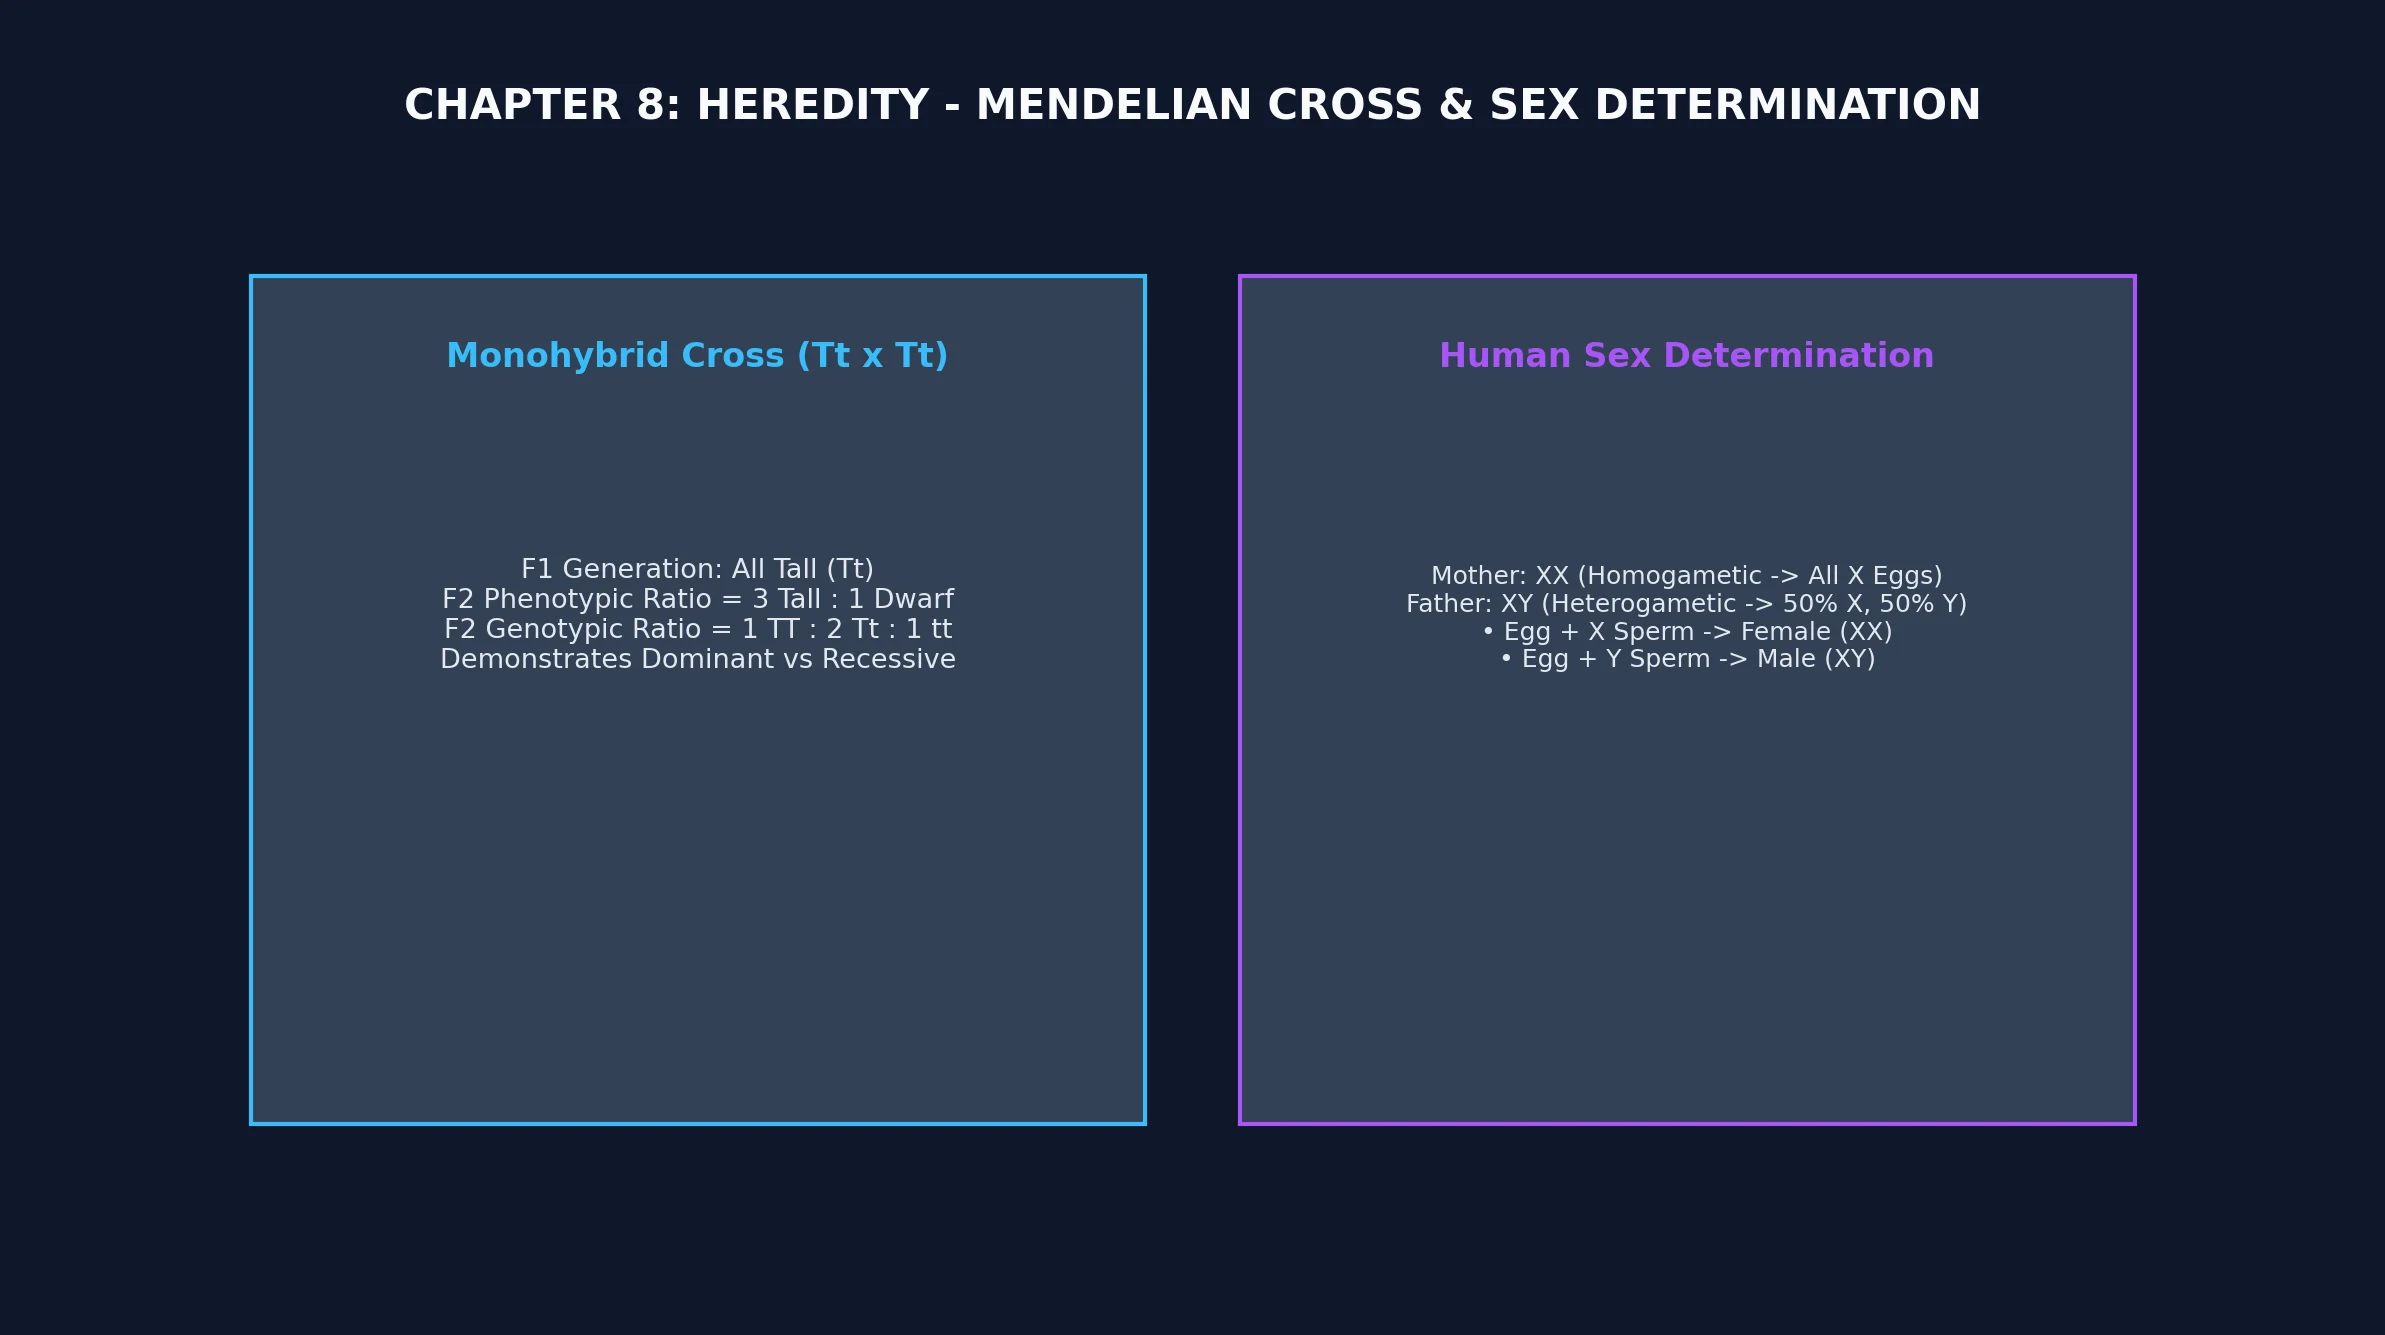 CHAPTER 8: HEREDITY - MENDELIAN CROSS & SEX DETERMINATION
Monohybrid Cross (Tt x Tt)
F1 Generation: All Tall (Tt)
F2 Phenotypic Ratio = 3 Tall : 1 Dwarf
F2 Genotypic Ratio = 1 TT : 2 Tt : 1 tt
Demonstrates Dominant vs Recessive
Human Sex Determination
Mother: XX (Homogametic -> All X Eggs)
Father: XY (Heterogametic -> 50% X, 50% Y)
• Egg + X Sperm -> Female (XX)
• Egg + Y Sperm -> Male (XY)